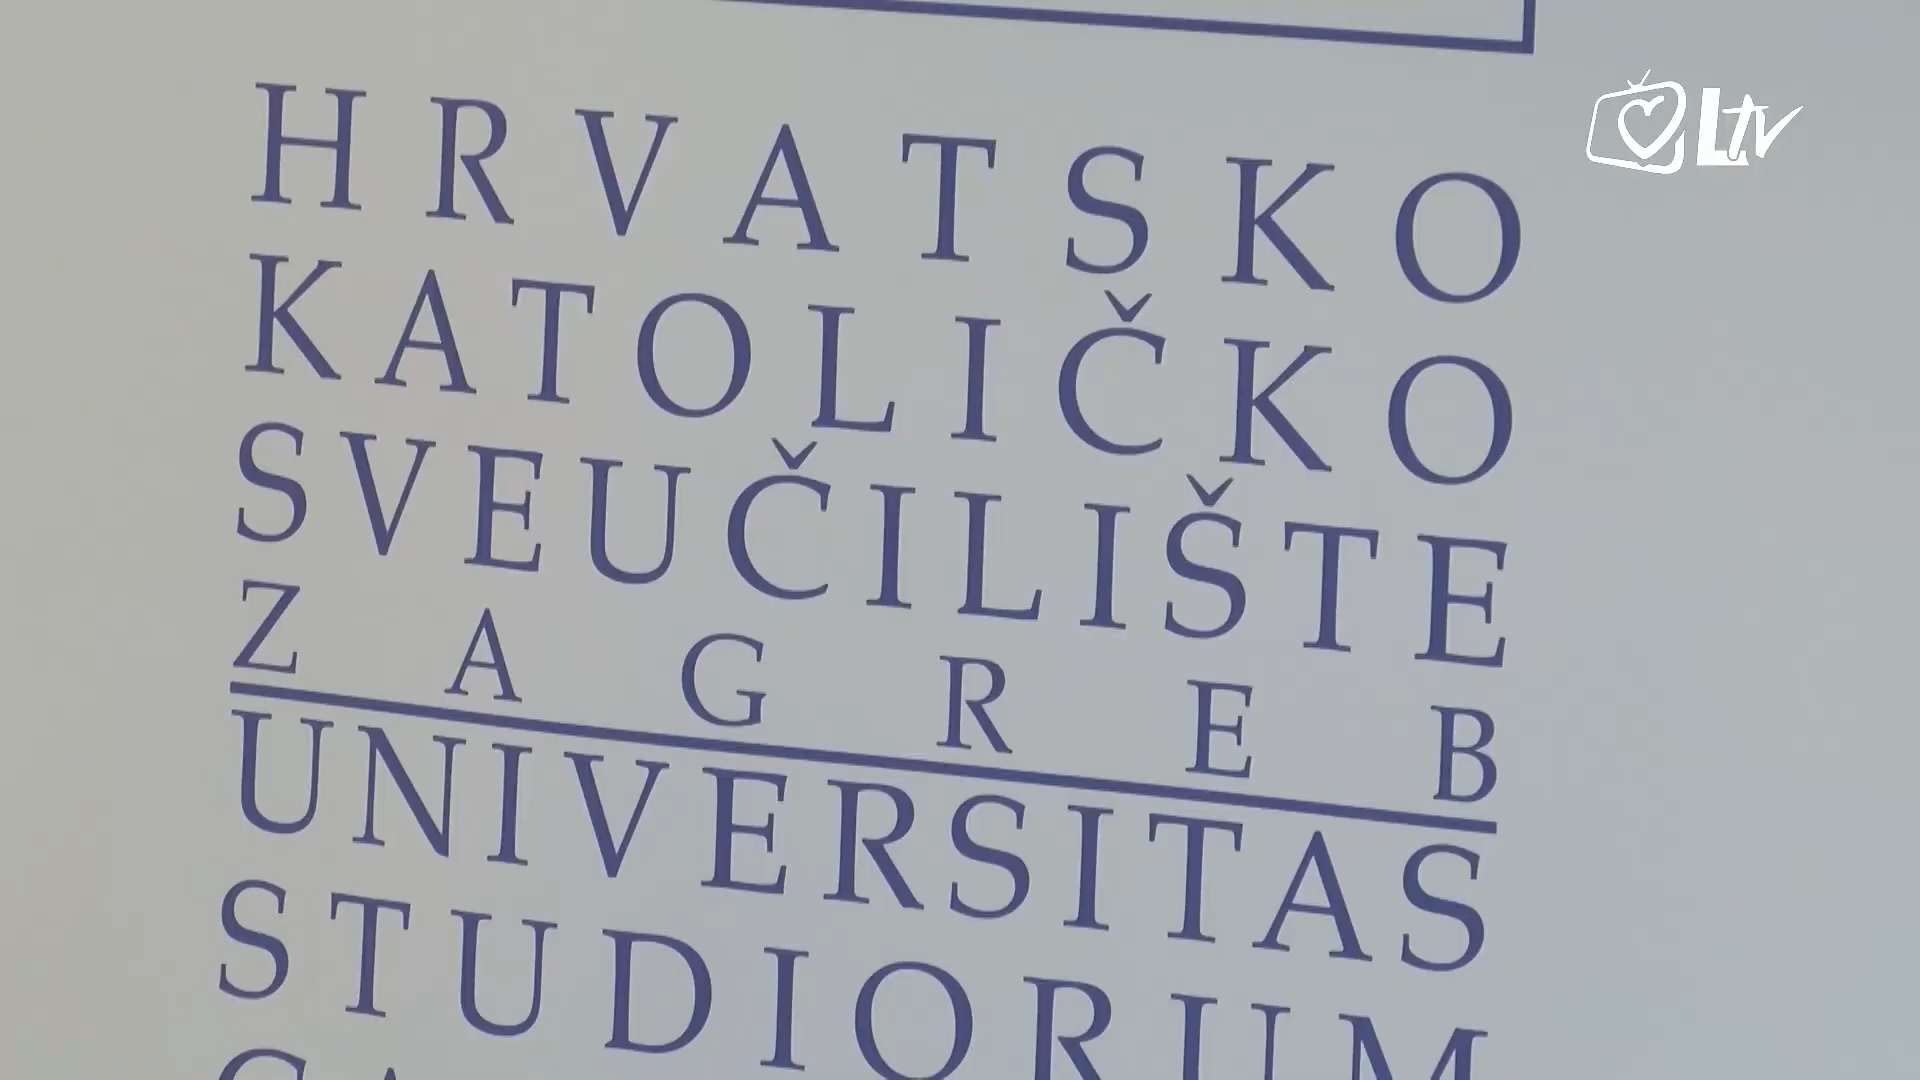 HRVATSKO
KATOLIČKO
SVEUČILIŠTE
ZAGREB
UNIVERSITAS
STUDIORUM
LTV